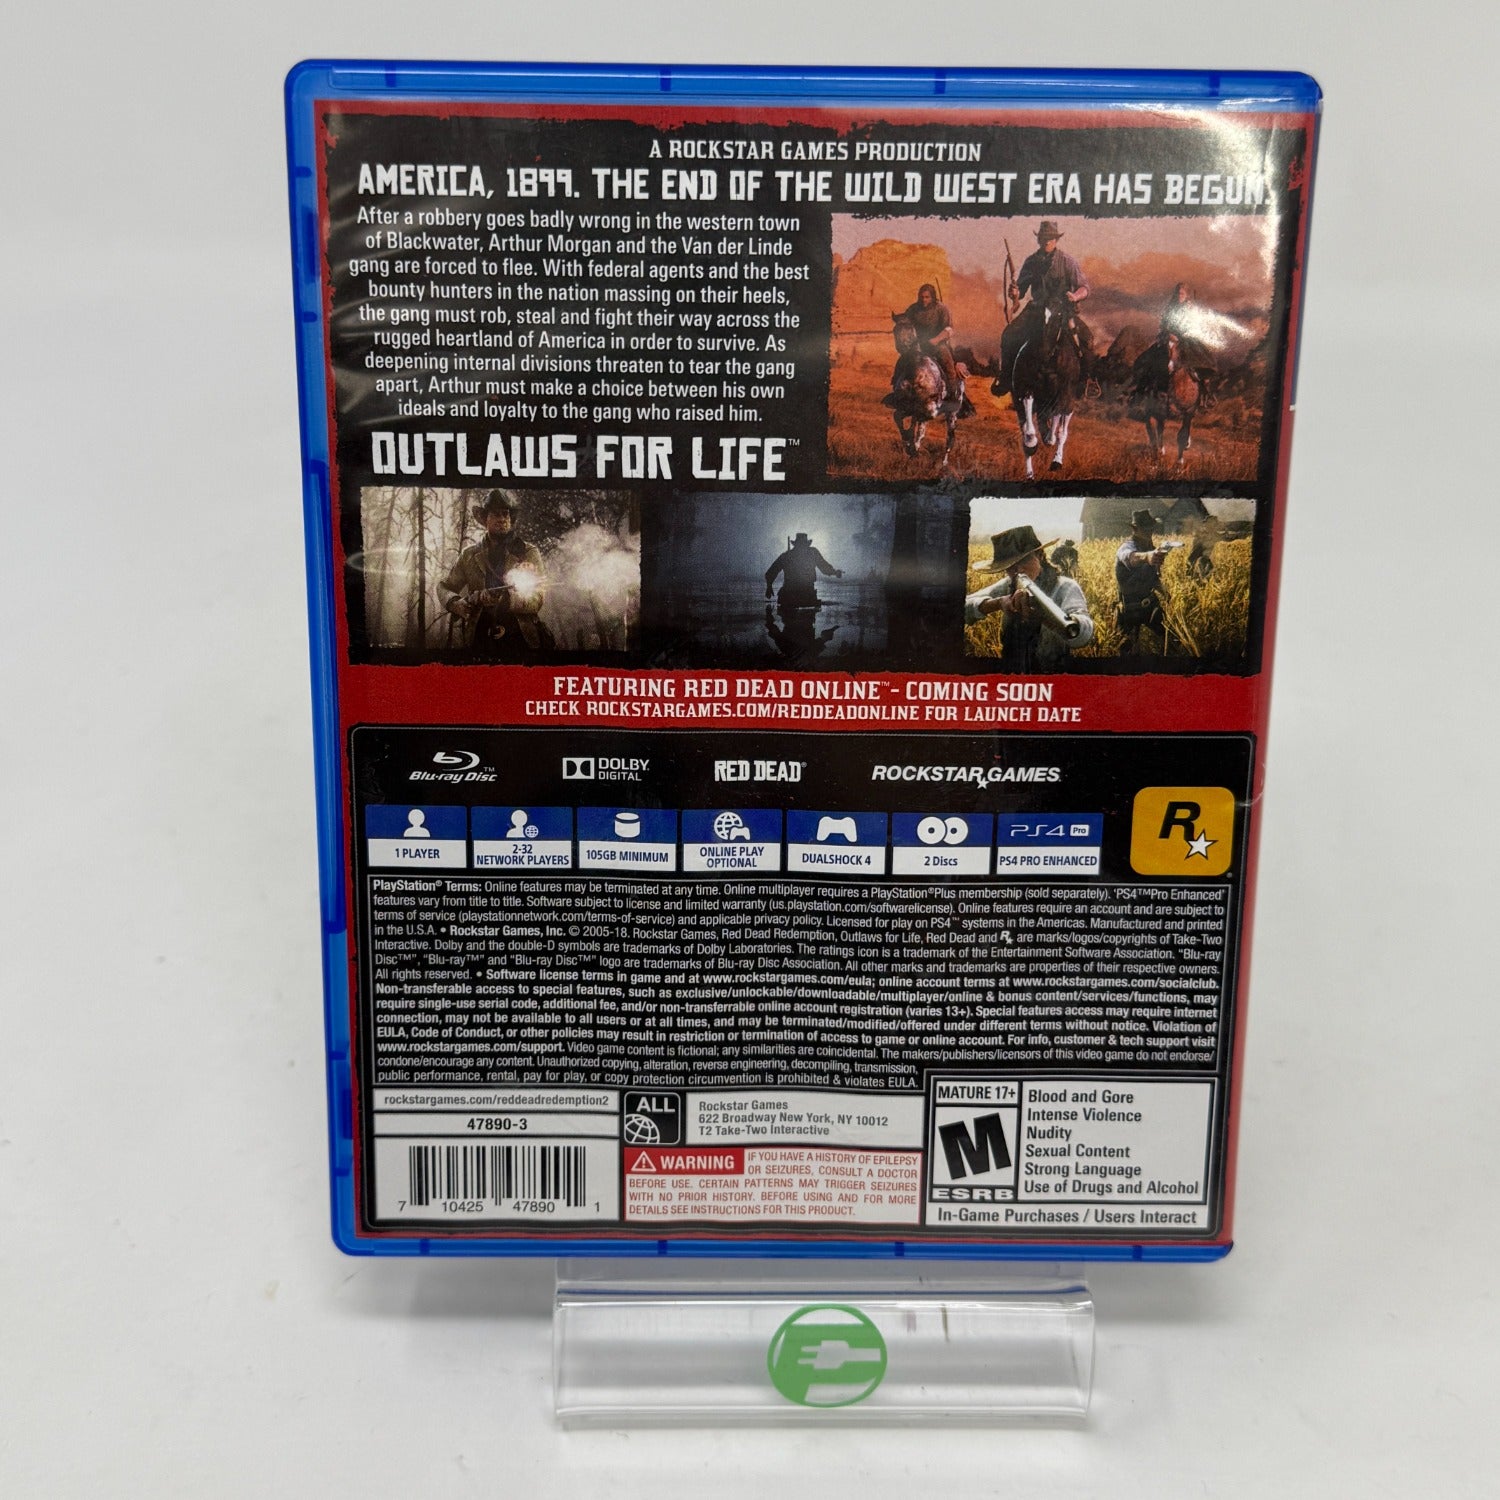 A ROCKSTAR GAMES PRODUCTION
AMERICA, 1899. THE END OF THE WILD WEST ERA HAS BEGUN.
After a robbery goes badly wrong in the western town
of Blackwater, Arthur Morgan and the Van der Linde
gang are forced to flee. With federal agents and the best
bounty hunters in the nation massing on their heels,
the gang must rob, steal and fight their way across the
rugged heartland of America in order to survive. As
deepening internal divisions threaten to tear the gang
apart, Arthur must make a choice between his own
ideals and loyalty to the gang who raised him.
OUTLAWS FOR LIFE™
FEATURING RED DEAD ONLINE™ - COMING SOON
CHECK ROCKSTARGAMES.COM/REDDEADONLINE FOR LAUNCH DATE
Blu-ray Disc™
DOLBY
DIGITAL
RED DEAD®
ROCKSTAR GAMES
R
1 PLAYER
2-32
NETWORK PLAYERS
105GB MINIMUM
ONLINE PLAY
OPTIONAL
DUALSHOCK 4
2 Discs
PS4 Pro
PS4 PRO ENHANCED
PlayStation® Terms: Online features may be terminated at any time. Online multiplayer requires a PlayStation®Plus membership (sold separately). 'PS4™Pro Enhanced'
features vary from title to title. Software subject to license and limited warranty (us.playstation.com/softwarelicense). Online features require an account and are subject to
terms of service (playstationnetwork.com/terms-of-service) and applicable privacy policy. Licensed for play on PS4™ systems in the Americas. Manufactured and printed
in the U.S.A. • Rockstar Games, Inc. © 2005-18. Rockstar Games, Red Dead Redemption, Outlaws for Life, Red Dead and R are marks/logos/copyrights of Take-Two
Interactive. Dolby and the double-D symbols are trademarks of Dolby Laboratories. The ratings icon is a trademark of the Entertainment Software Association. "Blu-ray
Disc™", "Blu-ray™" and "Blu-ray Disc™" logo are trademarks of Blu-ray Disc Association. All other marks and trademarks are properties of their respective owners.
All rights reserved. • Software license terms in game and at www.rockstargames.com/eula; online account terms at www.rockstargames.com/socialclub.
Non-transferable access to special features, such as exclusive/unlockable/downloadable/multiplayer/online & bonus content/services/functions, may
require single-use serial code, additional fee, and/or non-transferrable online account registration (varies 13+). Special features access may require internet
connection, may not be available to all users or at all times, and may be terminated/modified/offered under different terms without notice. Violation of
EULA, Code of Conduct, or other policies may result in restriction or termination of access to game or online account. For info, customer & tech support visit
www.rockstargames.com/support. Video game content is fictional; any similarities are coincidental. The makers/publishers/licensors of this video game do not endorse/
condone/encourage any content. Unauthorized copying, alteration, reverse engineering, decompiling, transmission,
public performance, rental, pay for play, or copy protection circumvention is prohibited & violates EULA.
rockstargames.com/reddeadredemption2
47890-3
7 10425 47890 1
ALL
Rockstar Games
622 Broadway New York, NY 10012
T2 Take-Two Interactive
WARNING IF YOU HAVE A HISTORY OF EPILEPSY
OR SEIZURES, CONSULT A DOCTOR
BEFORE USE. CERTAIN PATTERNS MAY TRIGGER SEIZURES
WITH NO PRIOR HISTORY. BEFORE USING AND FOR MORE
DETAILS SEE INSTRUCTIONS FOR THIS PRODUCT.
MATURE 17+
M
ESRB
Blood and Gore
Intense Violence
Nudity
Sexual Content
Strong Language
Use of Drugs and Alcohol
In-Game Purchases / Users Interact